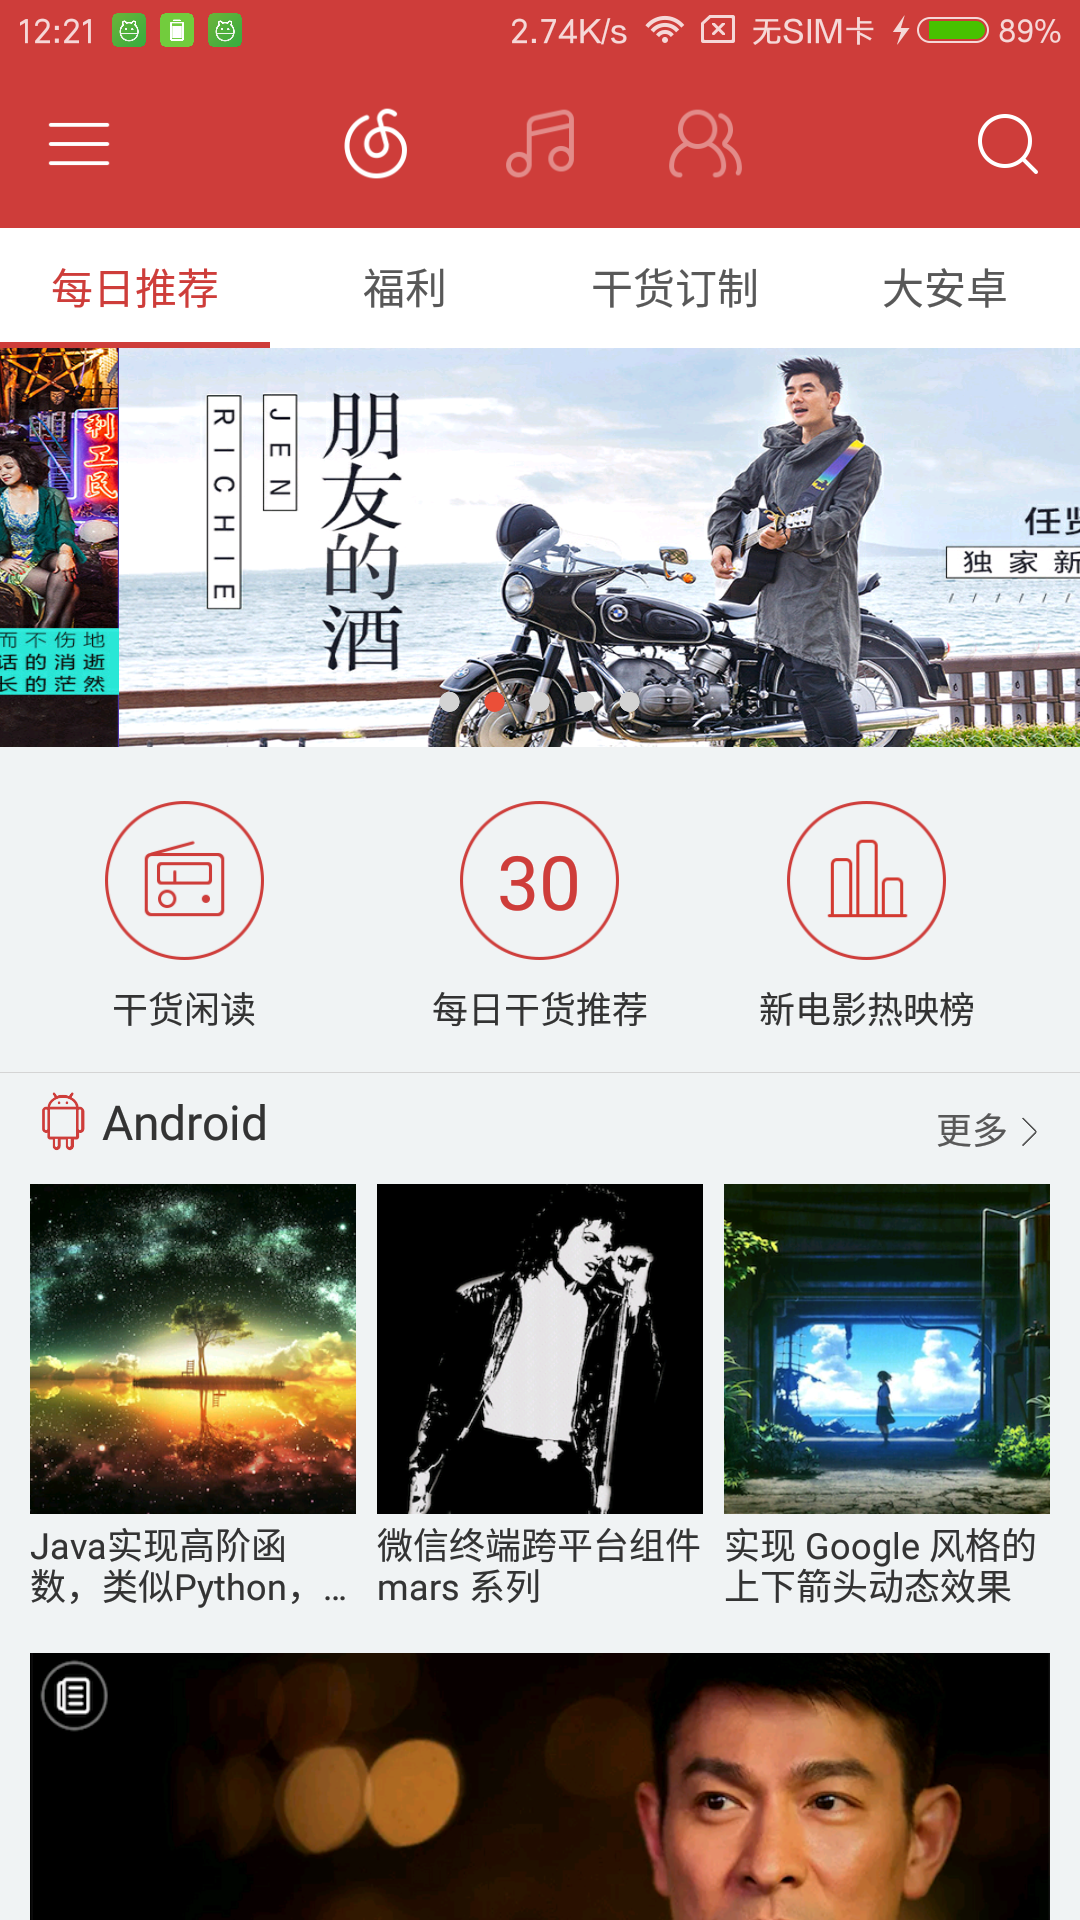 12:21 2.74K/s 无SIM卡 89%
每日推荐 福利 干货订制 大安卓
利工民
而不伤地
话的消逝
长的茫然
RICHIE
JEN
朋友的酒
任贤
独家新
30
干货闲读 每日干货推荐 新电影热映榜
Android 更多
Java实现高阶函
数，类似Python，…
微信终端跨平台组件
mars 系列
实现 Google 风格的
上下箭头动态效果